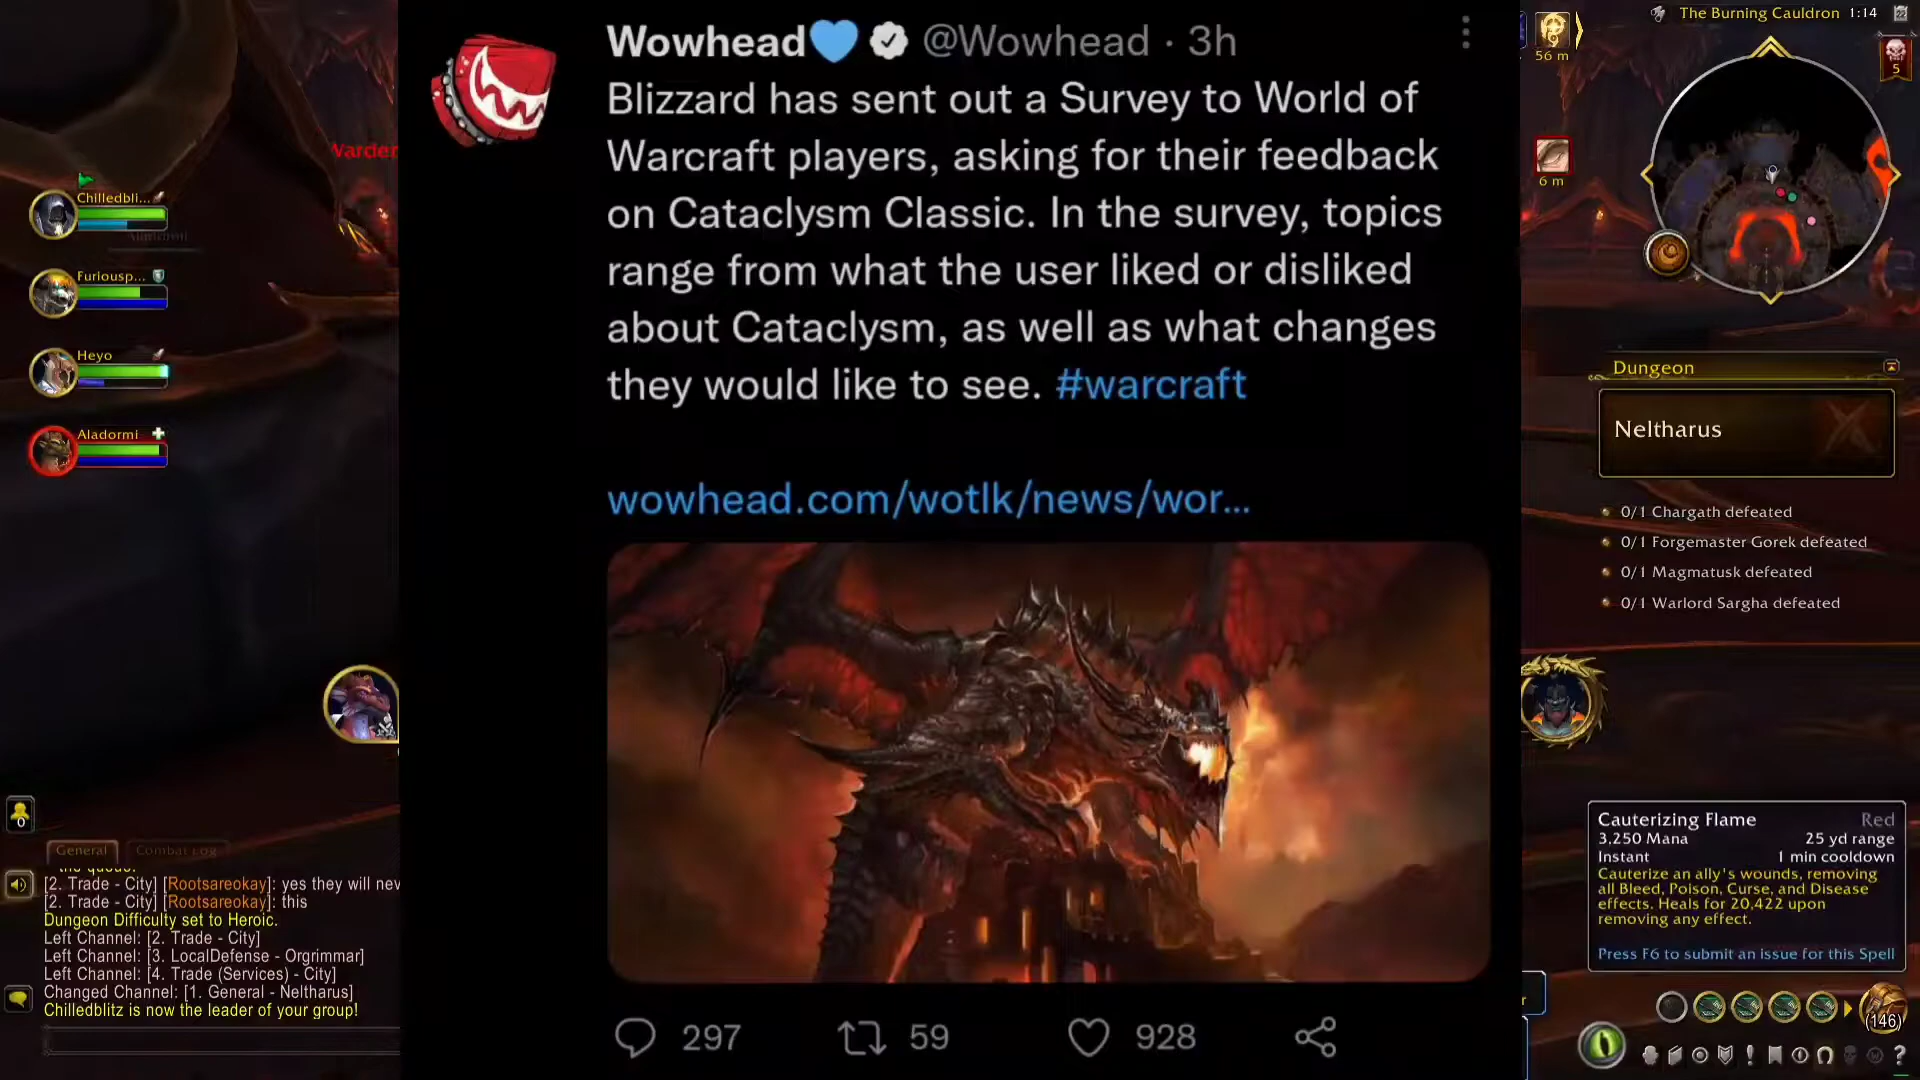 Wowhead💙 @Wowhead · 3h
Blizzard has sent out a Survey to World of
Warcraft players, asking for their feedback
on Cataclysm Classic. In the survey, topics
range from what the user liked or disliked
about Cataclysm, as well as what changes
they would like to see. #warcraft
wowhead.com/wotlk/news/wor...
297
59
928
Chilledbli...
Furiousp...
Heyo
Aladormi
0
General
Combat Log
the queue.
[2. Trade - City] [Rootsareokay]: yes they will nev
[2. Trade - City] [Rootsareokay]: this
Dungeon Difficulty set to Heroic.
Left Channel: [2. Trade - City]
Left Channel: [3. LocalDefense - Orgrimmar]
Left Channel: [4. Trade (Services) - City]
Changed Channel: [1. General - Neltharus]
Chilledblitz is now the leader of your group!
The Burning Cauldron 1:14
56 m
5
6 m
Dungeon
Neltharus
0/1 Chargath defeated
0/1 Forgemaster Gorek defeated
0/1 Magmatusk defeated
0/1 Warlord Sargha defeated
Cauterizing Flame Red
3,250 Mana 25 yd range
Instant 1 min cooldown
Cauterize an ally's wounds, removing
all Bleed, Poison, Curse, and Disease
effects. Heals for 20,422 upon
removing any effect.
Press F6 to submit an issue for this Spell
(146)